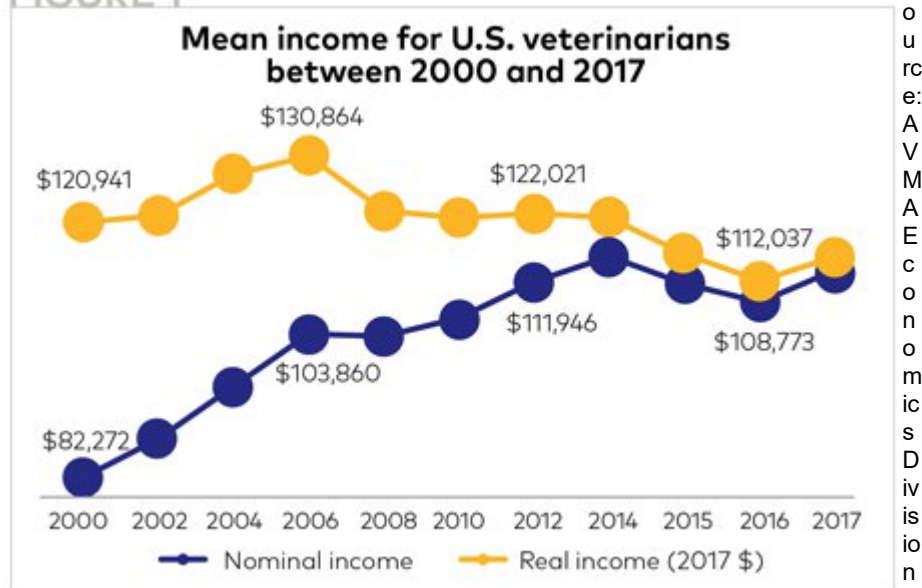 FIGURE 1
Mean income for U.S. veterinarians
between 2000 and 2017
$130,864
$120,941
$122,021
$112,037
$111,946
$103,860
$108,773
$82,272
2000 2002 2004 2006 2008 2010 2012 2014 2015 2016 2017
Nominal income Real income (2017 $)
o
u
rc
e:
A
V
M
A
E
c
o
n
o
m
ic
s
D
iv
is
io
n